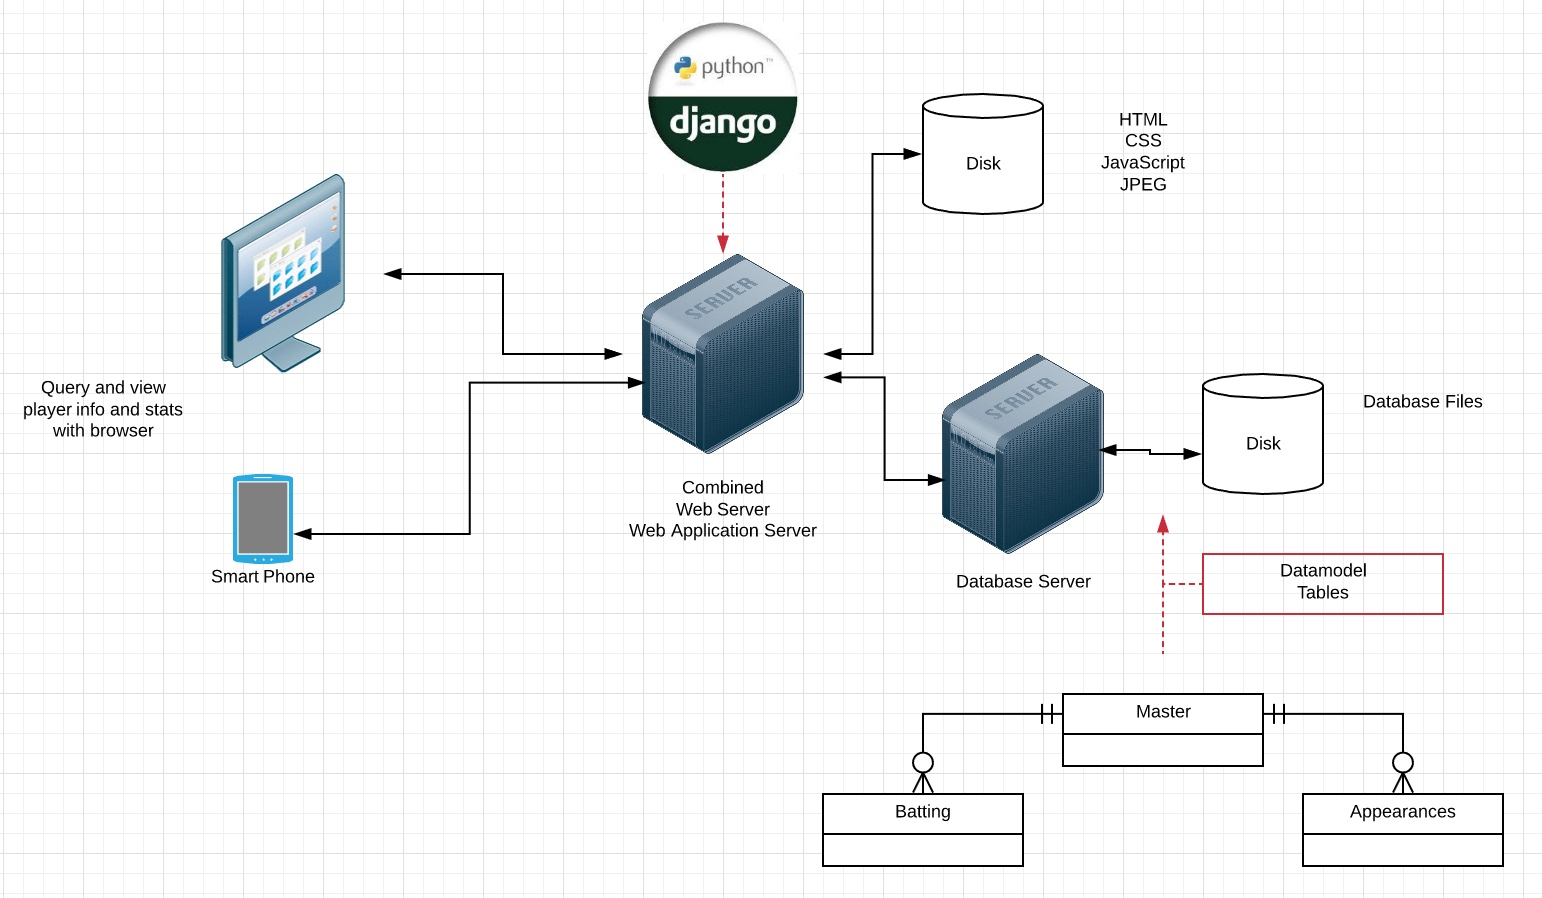 python™
django
HTML
CSS
JavaScript
JPEG
Disk
SERVER
Query and view
player info and stats
with browser
SERVER
Database Files
Disk
Combined
Web Server
Web Application Server
Smart Phone
Database Server
Datamodel
Tables
Master
Batting
Appearances